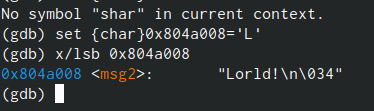 No symbol "shar" in current context.
(gdb) set {char}0x804a008='L'
(gdb) x/lsb 0x804a008
0x804a008 <msg2>:      "Lorld!\n\034"
(gdb)